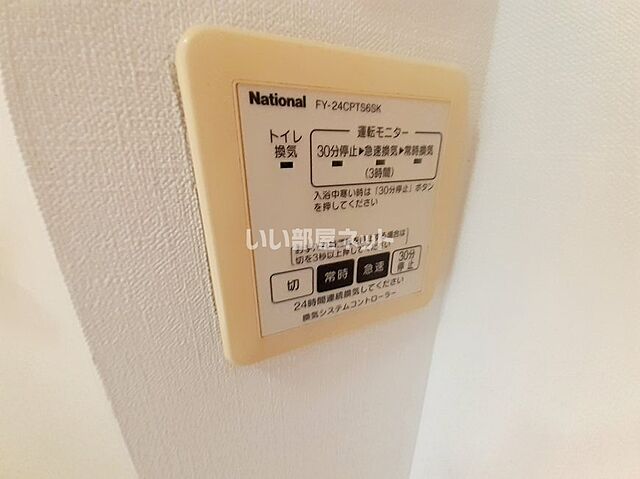 National FY-24CPTS6SK
トイレ
換気
運転モニター
30分停止▶急速換気▶常時換気
(3時間)
入浴中寒い時は「30分停止」ボタン
を押してください
いい部屋ネット
切を3秒以上押してください
切 常時 急速 30分
停止
24時間連続換気してください
換気システムコントローラー